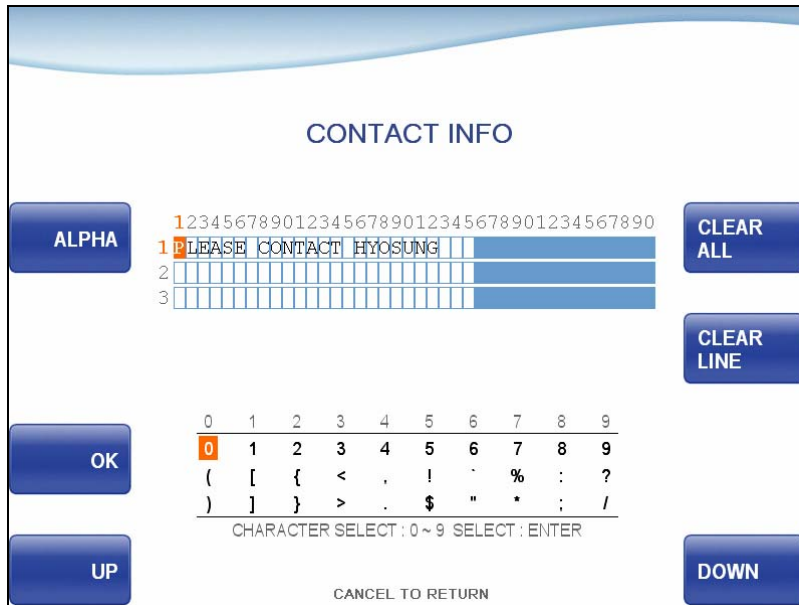 CONTACT INFO
ALPHA
1234567890123456789012345678901234567890
1 PLEASE CONTACT HYOSUNG
2
3
CLEAR
ALL
CLEAR
LINE
0 1 2 3 4 5 6 7 8 9
0 1 2 3 4 5 6 7 8 9
( [ { < , ! ` % : ?
) ] } > . $ " * ; /
CHARACTER SELECT : 0 ~ 9 SELECT : ENTER
OK
UP
DOWN
CANCEL TO RETURN